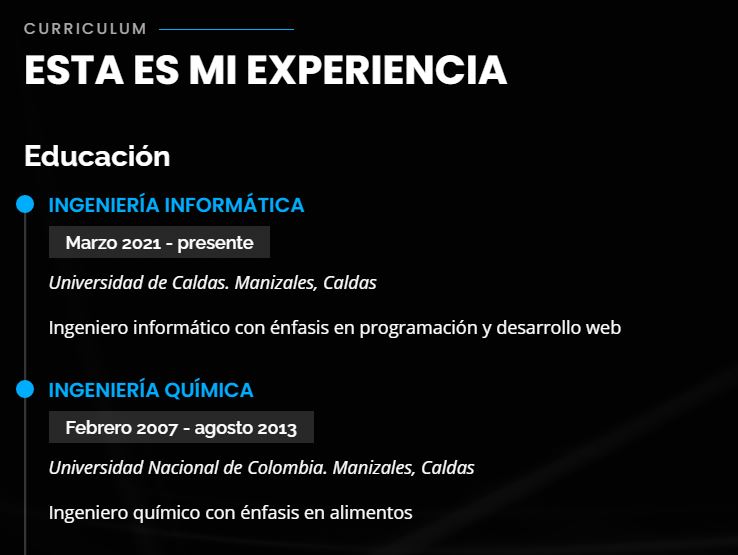 CURRICULUM
ESTA ES MI EXPERIENCIA
Educación
INGENIERÍA INFORMÁTICA
Marzo 2021 - presente
Universidad de Caldas. Manizales, Caldas
Ingeniero informático con énfasis en programación y desarrollo web
INGENIERÍA QUÍMICA
Febrero 2007 - agosto 2013
Universidad Nacional de Colombia. Manizales, Caldas
Ingeniero químico con énfasis en alimentos